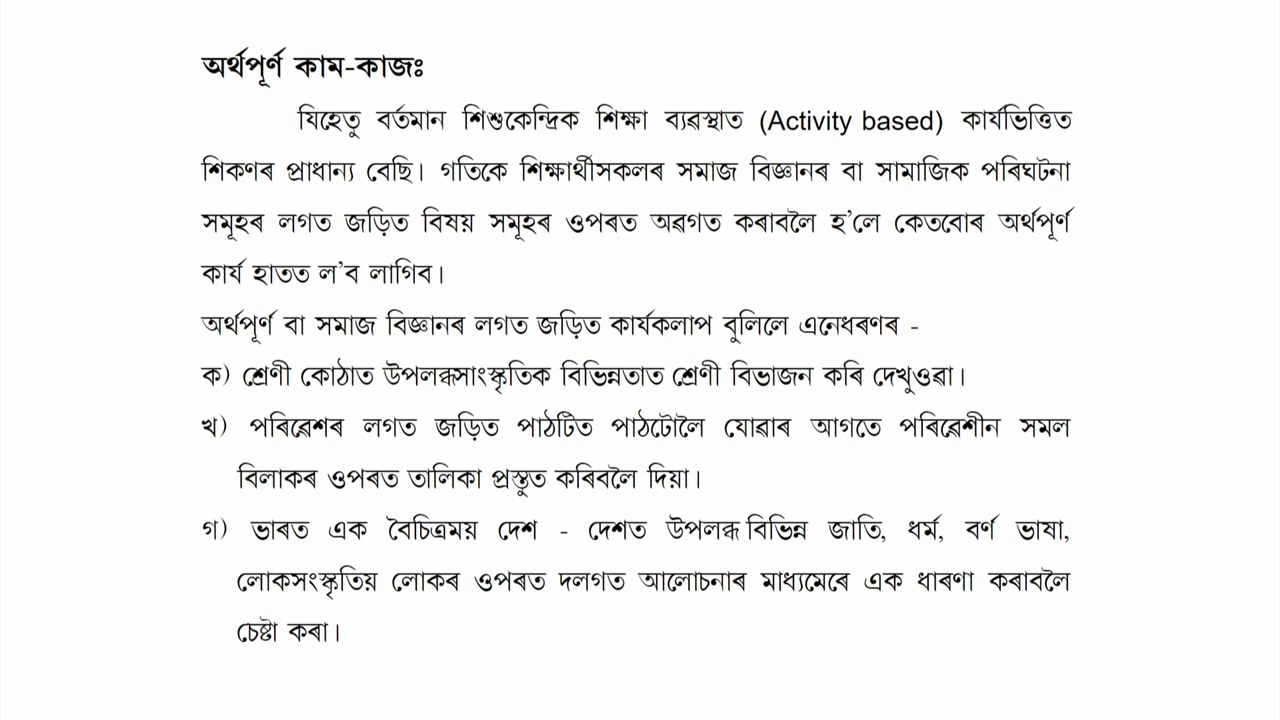 অৰ্থপূৰ্ণ কাম-কাজঃ
যিহেতু বৰ্তমান শিশুকেন্দ্ৰিক শিক্ষা ব্যৱস্থাত (Activity based) কাৰ্যভিত্তিত
শিকণৰ প্ৰাধান্য বেছি। গতিকে শিক্ষাৰ্থীসকলৰ সমাজ বিজ্ঞানৰ বা সামাজিক পৰিঘটনা
সমূহৰ লগত জড়িত বিষয় সমূহৰ ওপৰত অৱগত কৰাবলৈ হ’লে কেতবোৰ অৰ্থপূৰ্ণ
কাৰ্য হাতত ল’ব লাগিব।
অৰ্থপূৰ্ণ বা সমাজ বিজ্ঞানৰ লগত জড়িত কাৰ্যকলাপ বুলিলে এনেধৰণৰ -
ক) শ্ৰেণী কোঠাত উপলব্ধসাংস্কৃতিক বিভিন্নতাত শ্ৰেণী বিভাজন কৰি দেখুওৱা।
খ) পৰিৱেশৰ লগত জড়িত পাঠটিত পাঠটোলৈ যোৱাৰ আগতে পৰিৱেশীন সমল
বিলাকৰ ওপৰত তালিকা প্ৰস্তুত কৰিবলৈ দিয়া।
গ) ভাৰত এক বৈচিত্ৰময় দেশ - দেশত উপলব্ধ বিভিন্ন জাতি, ধৰ্ম, বৰ্ণ ভাষা,
লোকসংস্কৃতিয় লোকৰ ওপৰত দলগত আলোচনাৰ মাধ্যমেৰে এক ধাৰণা কৰাবলৈ
চেষ্টা কৰা।